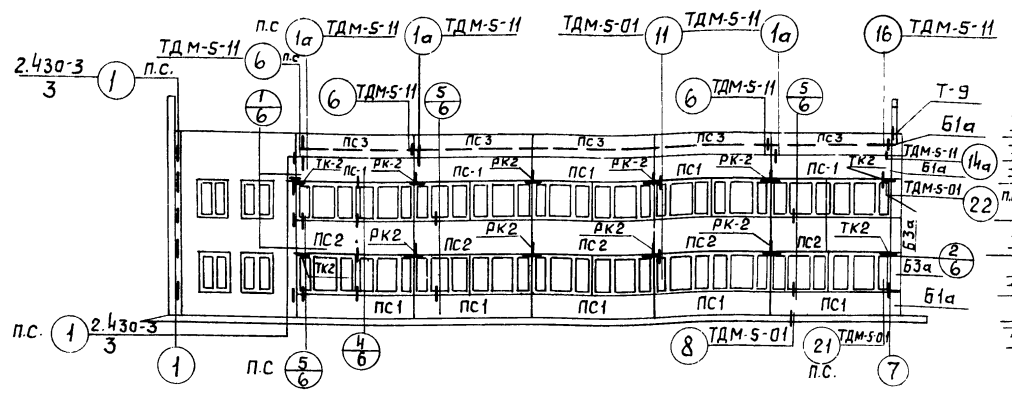 П.С 1а ТДМ-5-11 1а ТДМ-5-11 ТДМ-5-01 11 ТДМ-5-11 1а 16 ТДМ-5-11
ТДМ-5-11 6 п.с
2.430-3 1 П.С.
3
1/6 6 ТДМ-5-11 5/6 6 ТДМ-5-11 5/6 Т-9
Б1а
ПС3 ПС3 ПС3 ПС3 ПС3
ТДМ-5-11 14а
ТК-2 ПС-1 РК-2 ПС-1 РК2 ПС1 РК-2 ПС1 РК-2 ПС-1 ТК2 Б1а
ТДМ-5-01 22 п.
Б3а
ПС2 РК2 ПС2 РК2 ПС2 РК2 ПС2 РК-2 ПС2 ТК2 2/6
ТК2 Б3а
ПС1 ПС1 ПС1 ПС1 ПС1 Б1а
П.С. 1 2.430-3
3
1 П.С 5/6 4/6 8 ТДМ-5-01 21 ТДМ-5-01 7
П.С.